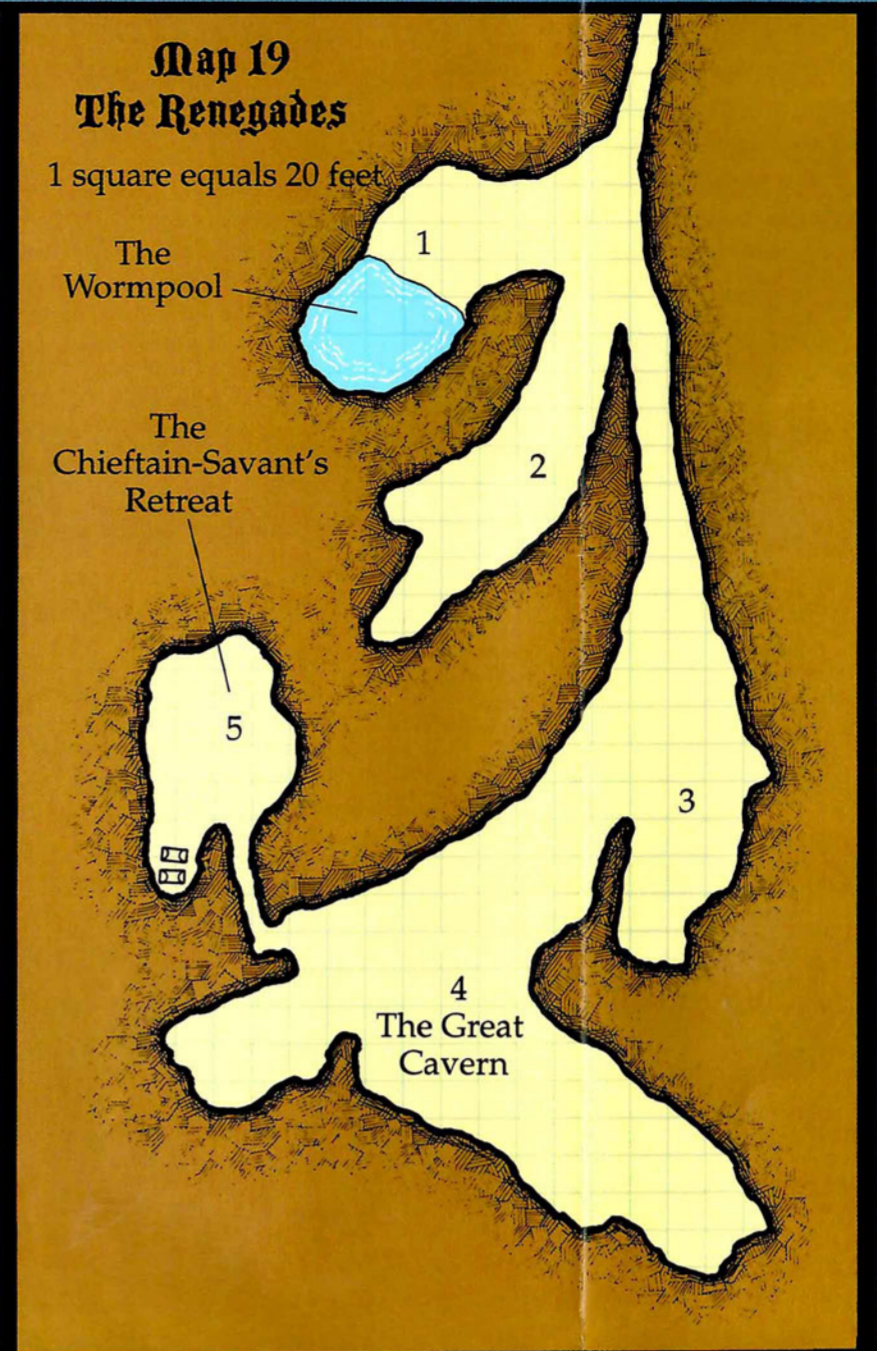 Map 19
The Renegades
1 square equals 20 feet
1
The
Wormpool
The
Chieftain-Savant's
Retreat
2
5
3
4
The Great
Cavern